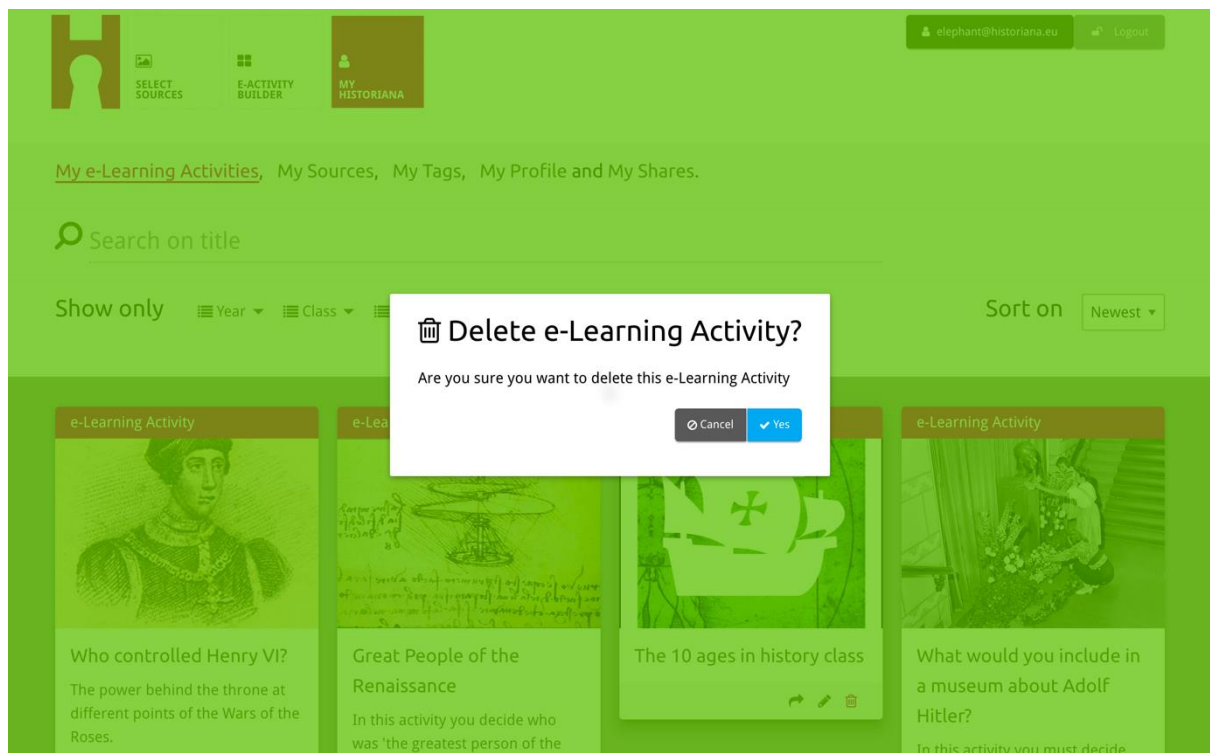 elephant@historiana.eu
Logout
SELECT
SOURCES
E-ACTIVITY
BUILDER
MY
HISTORIANA
My e-Learning Activities, My Sources, My Tags, My Profile and My Shares.
Search on title
Show only
Year
Class
Sort on
Newest
Delete e-Learning Activity?
Are you sure you want to delete this e-Learning Activity
Cancel
Yes
e-Learning Activity
e-Lea
e-Learning Activity
Who controlled Henry VI?
The power behind the throne at
different points of the Wars of the
Roses.
Great People of the
Renaissance
In this activity you decide who
was 'the greatest person of the
The 10 ages in history class
What would you include in
a museum about Adolf
Hitler?
In this activity you must decide